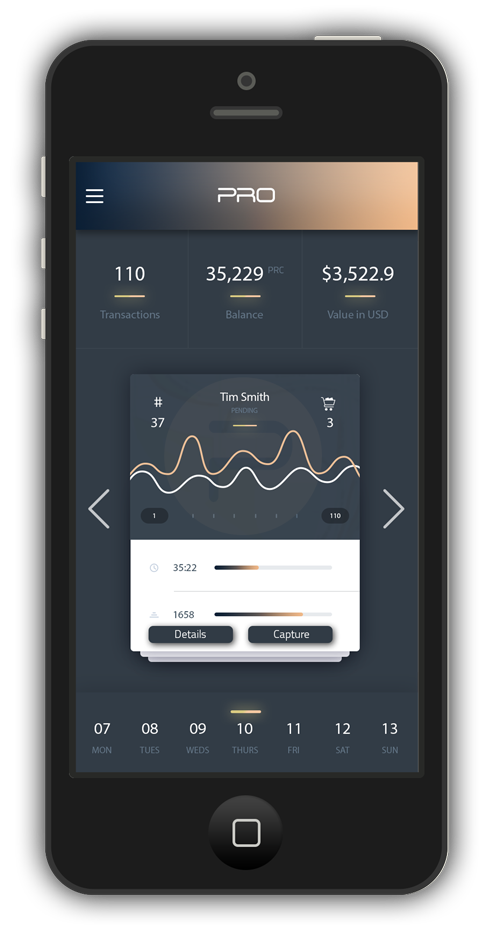 PRO
110
Transactions
35,229 PRC
Balance
$3,522.9
Value in USD
#
37
Tim Smith
PENDING
3
1
110
35:22
1658
Details
Capture
07 08 09 10 11 12 13
MON TUES WEDS THURS FRI SAT SUN